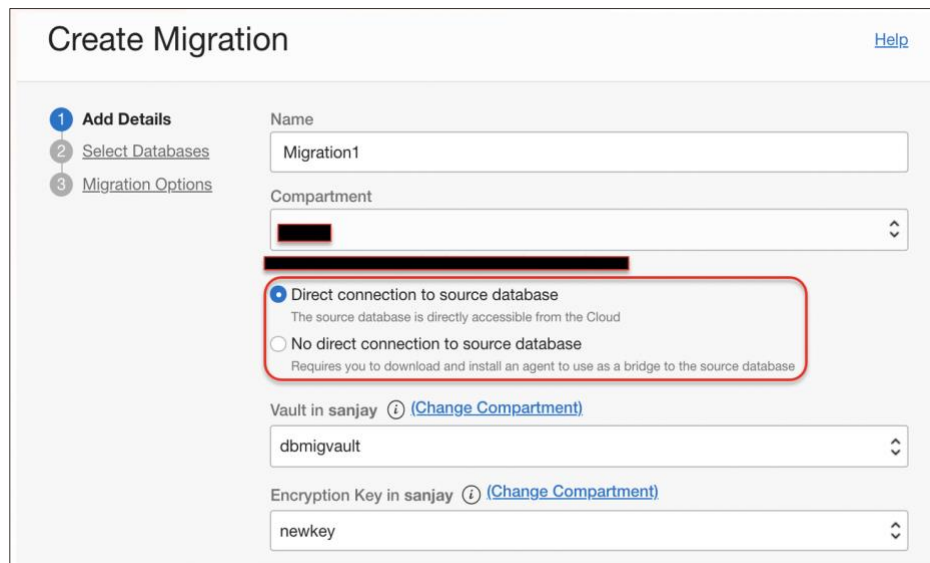 Create Migration
Help
1 Add Details
2 Select Databases
3 Migration Options
Name
Migration1
Compartment
Direct connection to source database
The source database is directly accessible from the Cloud
No direct connection to source database
Requires you to download and install an agent to use as a bridge to the source database
Vault in sanjay i (Change Compartment)
dbmigvault
Encryption Key in sanjay i (Change Compartment)
newkey